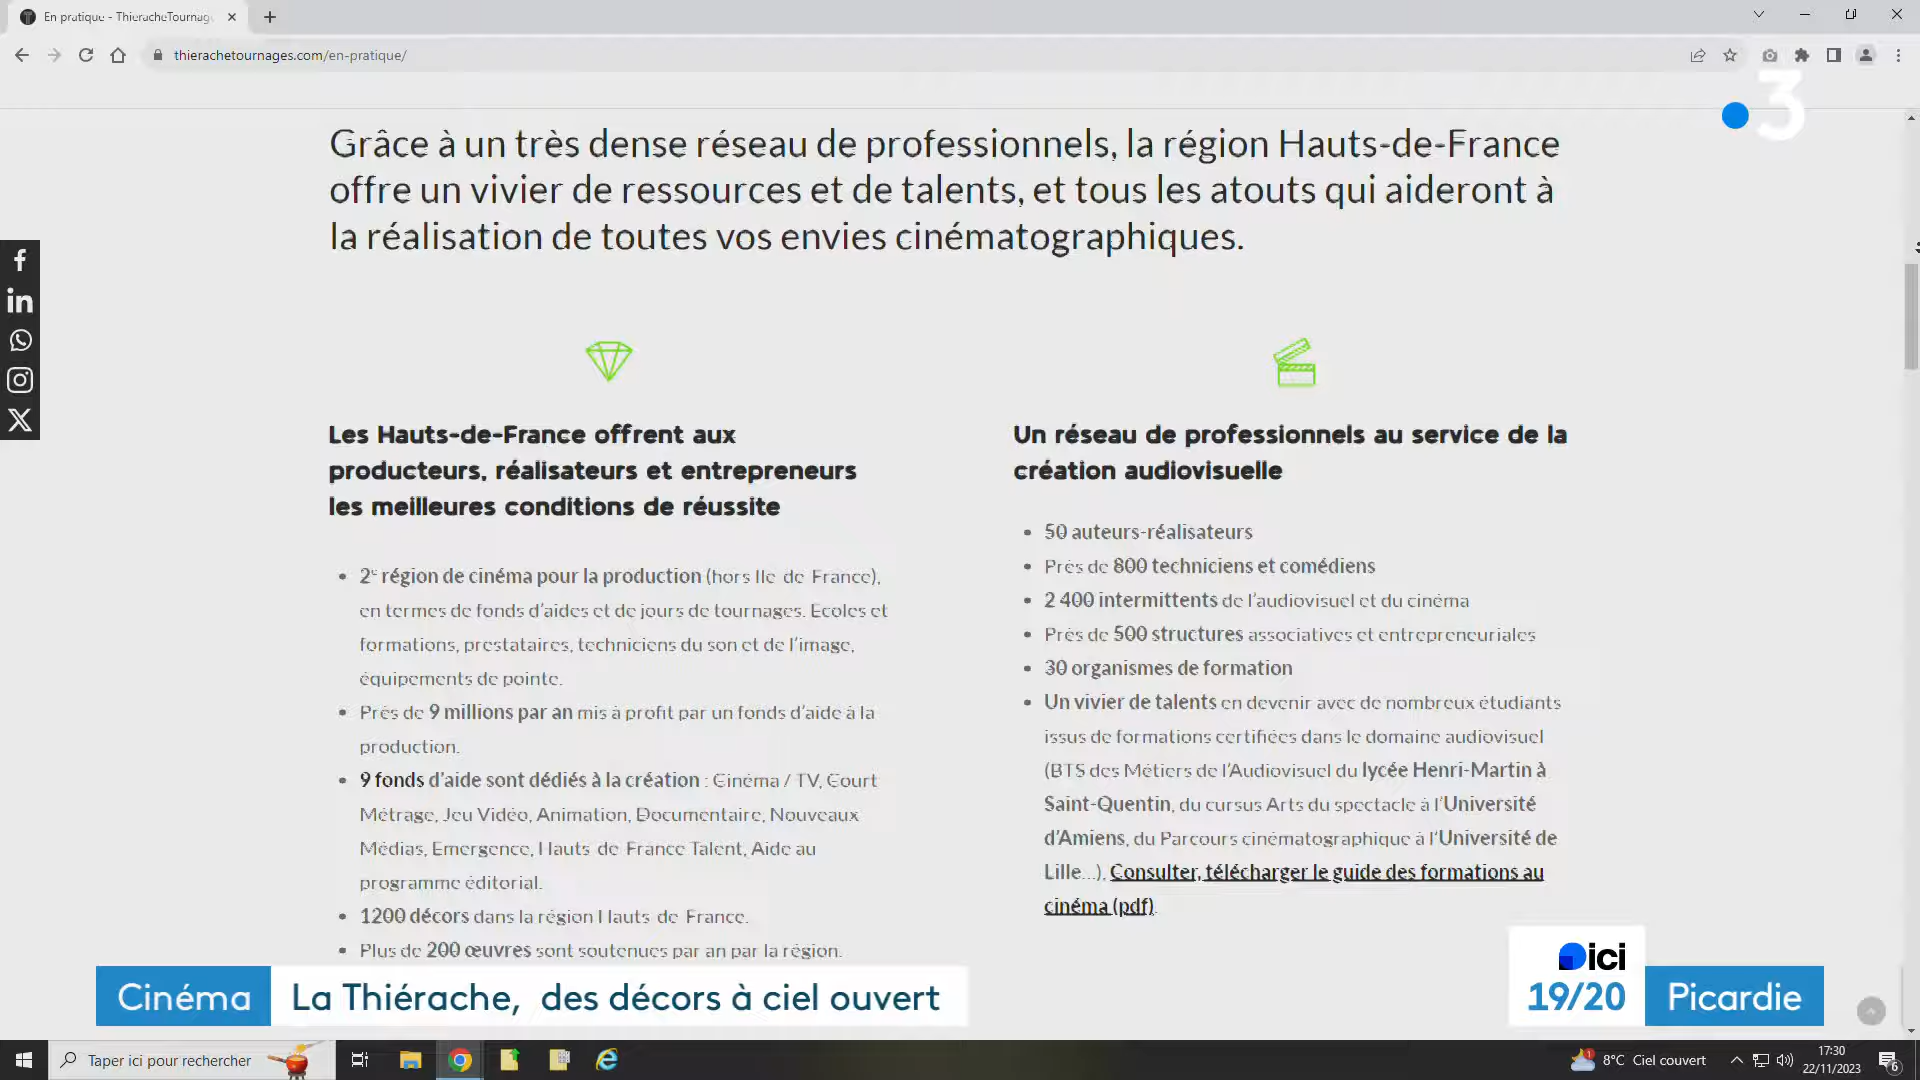 En pratique - ThieracheTournag
thierachetournages.com/en-pratique/
3
Grâce à un très dense réseau de professionnels, la région Hauts-de-France
offre un vivier de ressources et de talents, et tous les atouts qui aideront à
la réalisation de toutes vos envies cinématographiques.
Les Hauts-de-France offrent aux
producteurs, réalisateurs et entrepreneurs
les meilleures conditions de réussite
• 2e région de cinéma pour la production (hors Ile-de-France),
en termes de fonds d'aides et de jours de tournages. Ecoles et
formations, prestataires, techniciens du son et de l'image,
équipements de pointe.
• Près de 9 millions par an mis à profit par un fonds d'aide à la
production.
• 9 fonds d'aide sont dédiés à la création : Cinéma / TV, Court
Métrage, Jeu Vidéo, Animation, Documentaire, Nouveaux
Médias, Emergence, Hauts-de-France Talent, Aide au
programme éditorial.
• 1200 décors dans la région Hauts-de-France.
• Plus de 200 œuvres sont soutenues par an par la région.
Un réseau de professionnels au service de la
création audiovisuelle
• 50 auteurs-réalisateurs
• Près de 800 techniciens et comédiens
• 2 400 intermittents de l'audiovisuel et du cinéma
• Près de 500 structures associatives et entrepreneuriales
• 30 organismes de formation
• Un vivier de talents en devenir avec de nombreux étudiants
issus de formations certifiées dans le domaine audiovisuel
(BTS des Métiers de l'Audiovisuel du lycée Henri-Martin à
Saint-Quentin, du cursus Arts du spectacle à l'Université
d'Amiens, du Parcours cinématographique à l'Université de
Lille...). Consulter, télécharger le guide des formations au
cinéma (pdf).
Cinéma La Thiérache, des décors à ciel ouvert
ici
19/20 Picardie
Taper ici pour rechercher
1
8°C Ciel couvert
17:30
22/11/2023
6